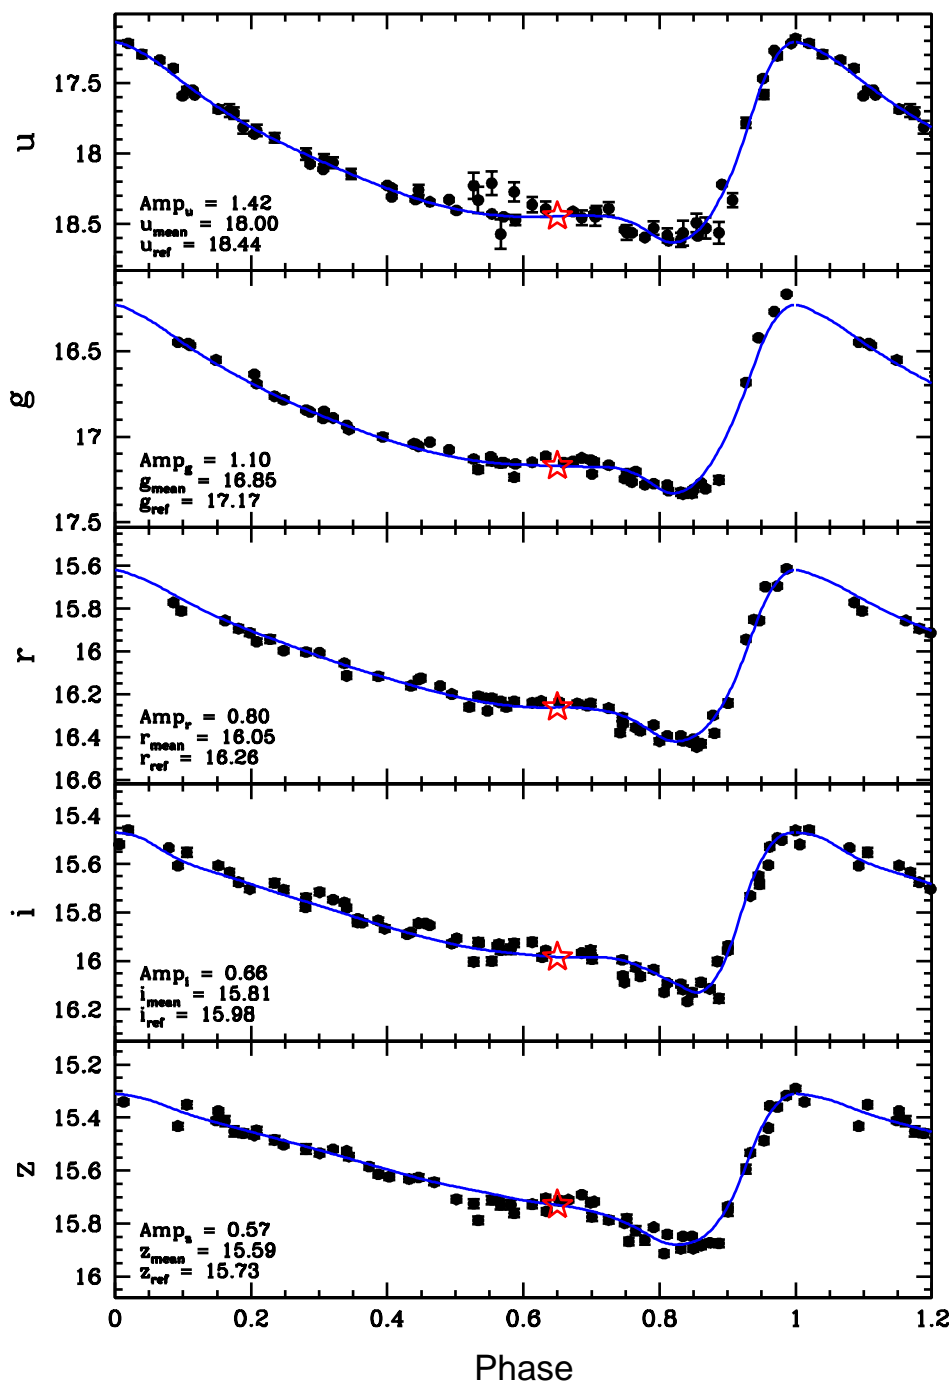 17.5
18
18.5
u
Amp_u = 1.42
u_mean = 18.00
u_ref = 18.44
16.5
17
17.5
g
Amp_g = 1.10
g_mean = 16.85
g_ref = 17.17
15.6
15.8
16
16.2
16.4
16.6
r
Amp_r = 0.80
r_mean = 16.05
r_ref = 16.26
15.4
15.6
15.8
16
16.2
i
Amp_i = 0.66
i_mean = 15.81
i_ref = 15.98
15.2
15.4
15.6
15.8
16
z
Amp_z = 0.57
z_mean = 15.59
z_ref = 15.73
0 0.2 0.4 0.6 0.8 1 1.2
Phase